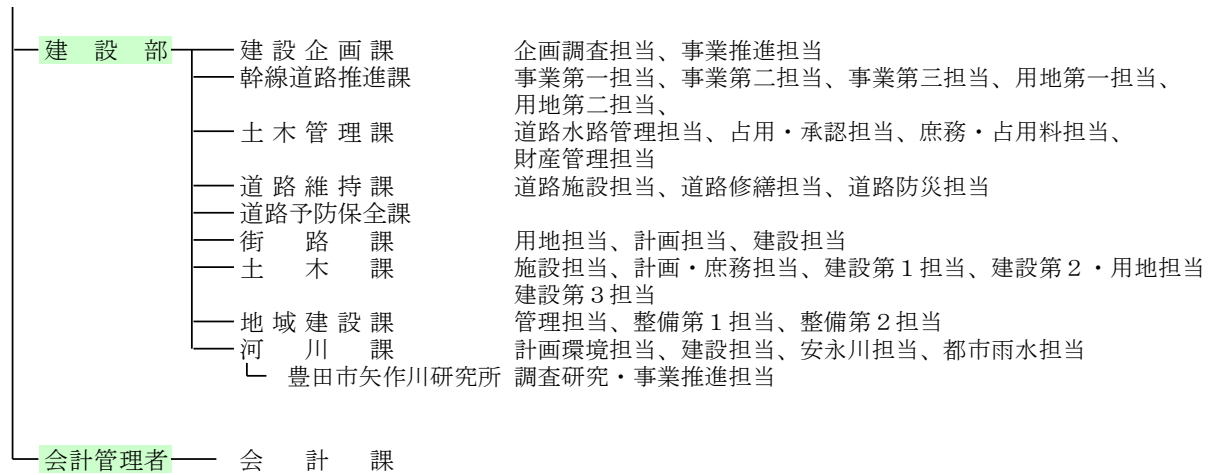 建設部 建設企画課 企画調査担当、事業推進担当
幹線道路推進課 事業第一担当、事業第二担当、事業第三担当、用地第一担当、
用地第二担当、
土木管理課 道路水路管理担当、占用・承認担当、庶務・占用料担当、
財産管理担当
道路維持課 道路施設担当、道路修繕担当、道路防災担当
道路予防保全課
街路課 用地担当、計画担当、建設担当
土木課 施設担当、計画・庶務担当、建設第1担当、建設第2・用地担当
建設第3担当
地域建設課 管理担当、整備第1担当、整備第2担当
河川課 計画環境担当、建設担当、安永川担当、都市雨水担当
豊田市矢作川研究所 調査研究・事業推進担当
会計管理者 会計課